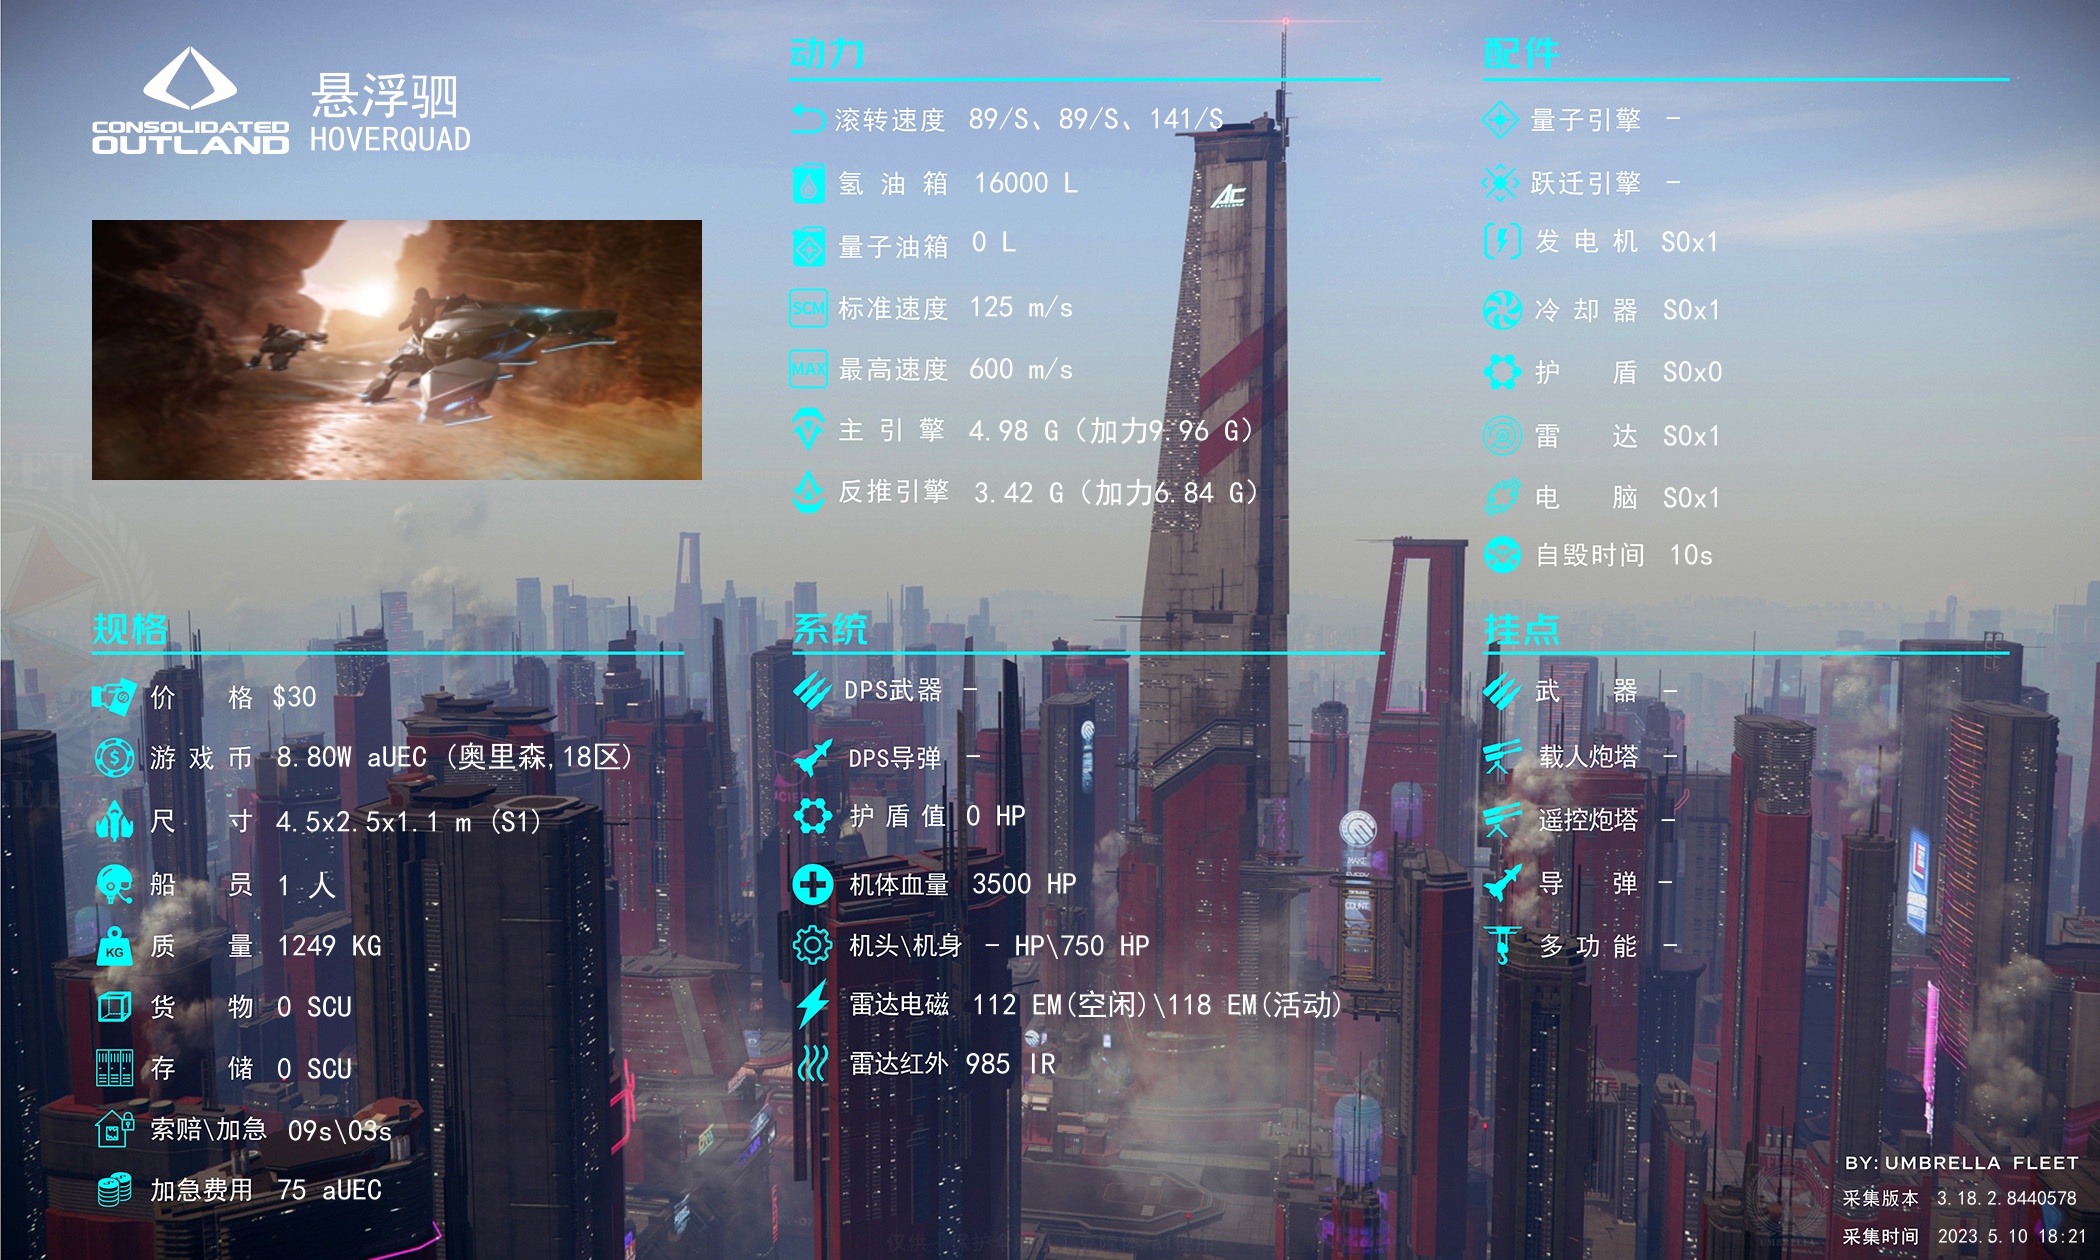 CONSOLIDATED
OUTLAND
悬浮驷
HOVERQUAD
动力
滚转速度 89/S、89/S、141/S
氢油箱 16000 L
量子油箱 0 L
SCM 标准速度 125 m/s
MAX 最高速度 600 m/s
主引擎 4.98 G（加力9.96 G）
反推引擎 3.42 G（加力6.84 G）
配件
量子引擎 -
跃迁引擎 -
发电机 S0x1
冷却器 S0x1
护盾 S0x0
雷达 S0x1
电脑 S0x1
自毁时间 10s
规格
价格 $30
游戏币 8.80W aUEC (奥里森,18区)
尺寸 4.5x2.5x1.1 m (S1)
船员 1 人
KG 质量 1249 KG
货物 0 SCU
存储 0 SCU
索赔\加急 09s\03s
加急费用 75 aUEC
系统
DPS武器 -
DPS导弹 -
护盾值 0 HP
机体血量 3500 HP
机头\机身 - HP\750 HP
雷达电磁 112 EM(空闲)\118 EM(活动)
雷达红外 985 IR
挂点
武器 -
载人炮塔 -
遥控炮塔 -
导弹 -
多功能 -
AC
MAKE
EVERY
COUNT
BY: UMBRELLA FLEET
采集版本 3.18.2.8440578
采集时间 2023.5.10 18:21